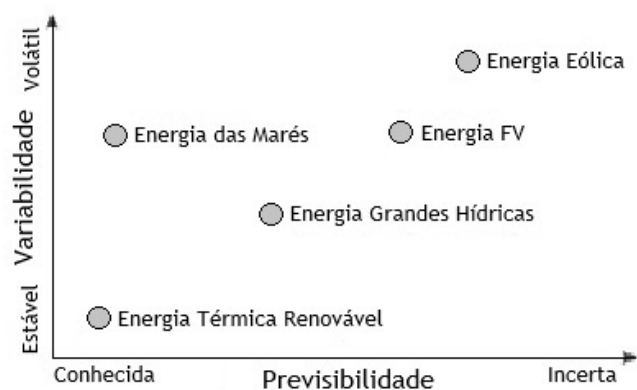 Volátil
Variabilidade
Estável
Energia Eólica
Energia das Marés
Energia FV
Energia Grandes Hídricas
Energia Térmica Renovável
Conhecida
Previsibilidade
Incerta